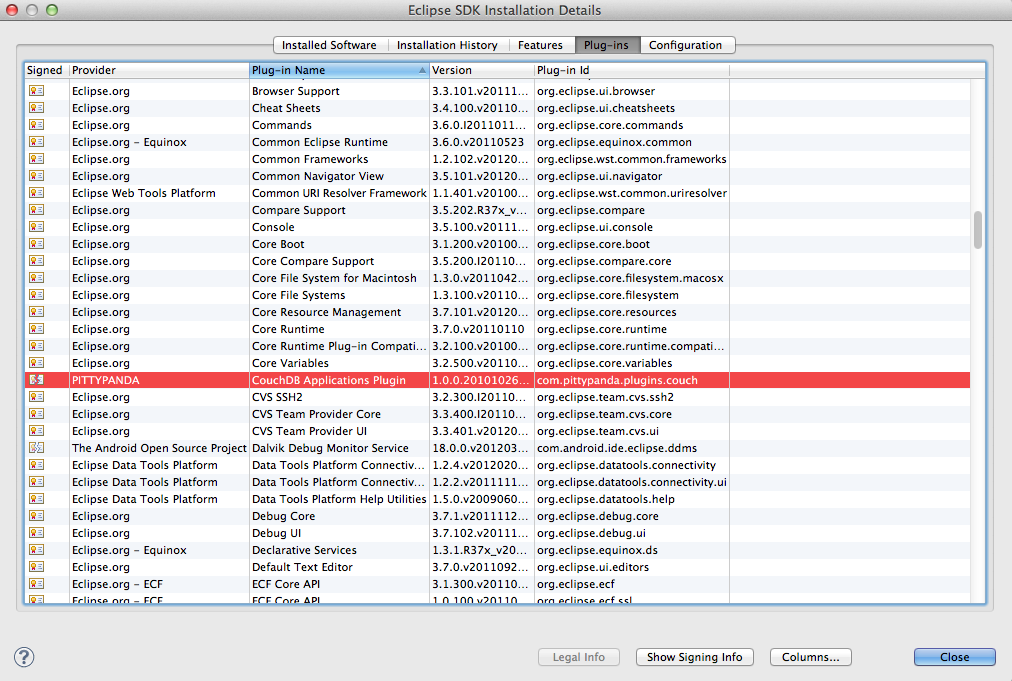 Eclipse SDK Installation Details
Installed Software Installation History Features Plug-ins Configuration
Signed Provider Plug-in Name Version Plug-in Id
Eclipse.org Browser Support 3.3.101.v20111... org.eclipse.ui.browser
Eclipse.org Cheat Sheets 3.4.100.v20110... org.eclipse.ui.cheatsheets
Eclipse.org Commands 3.6.0.I2011011... org.eclipse.core.commands
Eclipse.org - Equinox Common Eclipse Runtime 3.6.0.v20110523 org.eclipse.equinox.common
Eclipse.org Common Frameworks 1.2.102.v20120... org.eclipse.wst.common.frameworks
Eclipse.org Common Navigator View 3.5.101.v20120... org.eclipse.ui.navigator
Eclipse Web Tools Platform Common URI Resolver Framework 1.1.401.v20100... org.eclipse.wst.common.uriresolver
Eclipse.org Compare Support 3.5.202.R37x_v... org.eclipse.compare
Eclipse.org Console 3.5.100.v20111... org.eclipse.ui.console
Eclipse.org Core Boot 3.1.200.v20100... org.eclipse.core.boot
Eclipse.org Core Compare Support 3.5.200.I20110... org.eclipse.compare.core
Eclipse.org Core File System for Macintosh 1.3.0.v2011042... org.eclipse.core.filesystem.macosx
Eclipse.org Core File Systems 1.3.100.v20110... org.eclipse.core.filesystem
Eclipse.org Core Resource Management 3.7.101.v20120... org.eclipse.core.resources
Eclipse.org Core Runtime 3.7.0.v20110110 org.eclipse.core.runtime
Eclipse.org Core Runtime Plug-in Compati... 3.2.100.v20100... org.eclipse.core.runtime.compati...
Eclipse.org Core Variables 3.2.500.v20110... org.eclipse.core.variables
PITTYPANDA CouchDB Applications Plugin 1.0.0.20101026... com.pittypanda.plugins.couch
Eclipse.org CVS SSH2 3.2.300.I20110... org.eclipse.team.cvs.ssh2
Eclipse.org CVS Team Provider Core 3.3.400.I20110... org.eclipse.team.cvs.core
Eclipse.org CVS Team Provider UI 3.3.401.v20120... org.eclipse.team.cvs.ui
The Android Open Source Project Dalvik Debug Monitor Service 18.0.0.v201203... com.android.ide.eclipse.ddms
Eclipse Data Tools Platform Data Tools Platform Connectiv... 1.2.4.v2012020... org.eclipse.datatools.connectivity
Eclipse Data Tools Platform Data Tools Platform Connectiv... 1.2.2.v2011111... org.eclipse.datatools.connectivity.ui
Eclipse Data Tools Platform Data Tools Platform Help Utilities 1.5.0.v2009060... org.eclipse.datatools.help
Eclipse.org Debug Core 3.7.1.v2011112... org.eclipse.debug.core
Eclipse.org Debug UI 3.7.102.v20111... org.eclipse.debug.ui
Eclipse.org - Equinox Declarative Services 1.3.1.R37x_v20... org.eclipse.equinox.ds
Eclipse.org Default Text Editor 3.7.0.v2011092... org.eclipse.ui.editors
Eclipse.org - ECF ECF Core API 3.1.300.v20110... org.eclipse.ecf
Eclipse.org - ECF ECF Core API 1.0.100.v20110... org.eclipse.ecf.ssl
? Legal Info Show Signing Info Columns... Close